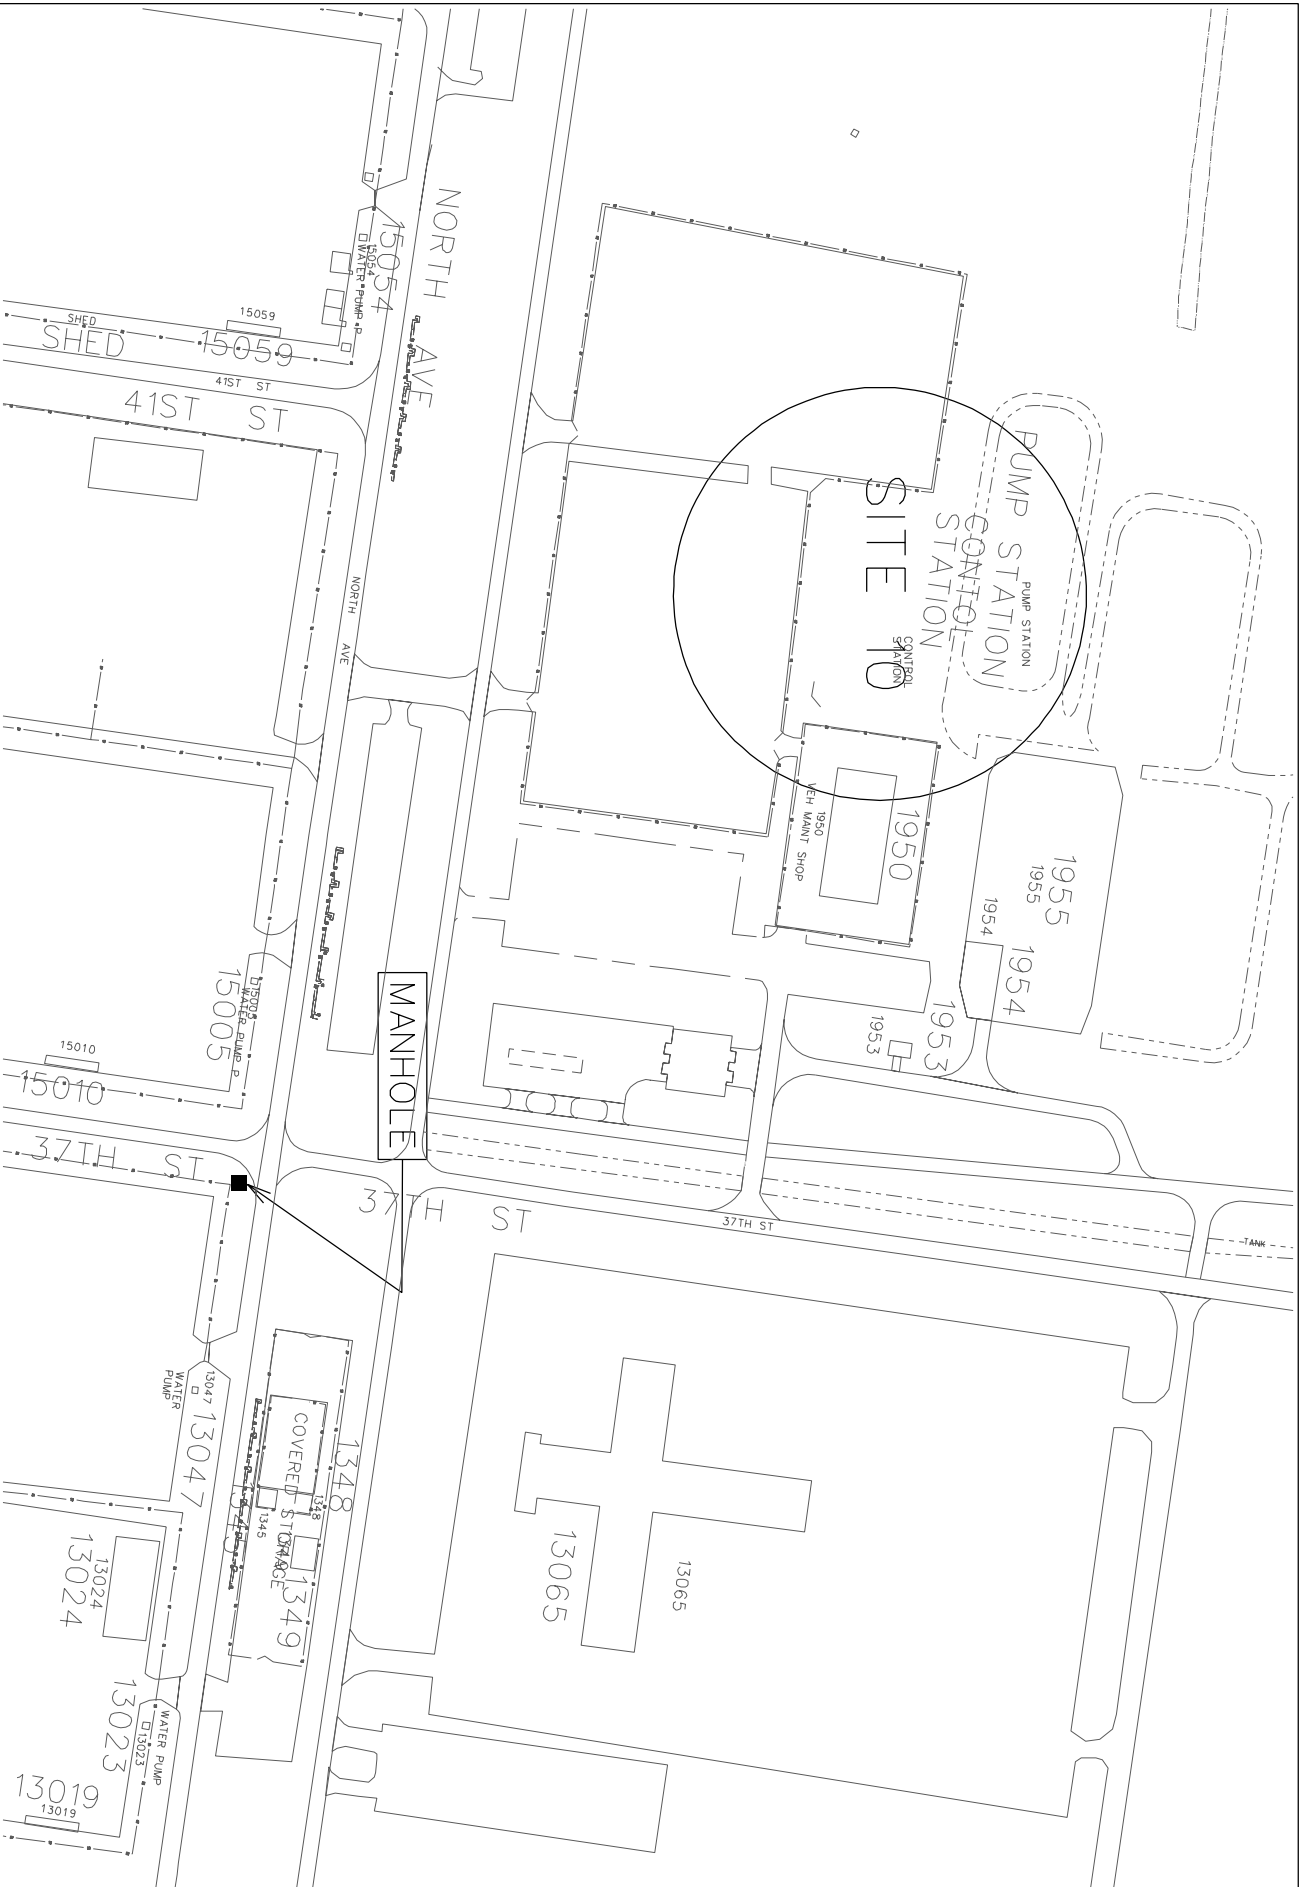 NORTH AVE
15054
15054
WATER PUMP P
15059
SHED
SHED 15059
41ST ST
41ST ST
NORTH AVE
SITE 10
PUMP STATION
PUMP STATION
STATION
CONTROL
STATION
1950
1950
VEH MAINT SHOP
1955
1955
1954
1954
1953
1953
MANHOLE
15005
15005
WATER PUMP P
15010
15010
37TH ST
37TH ST
37TH ST
TANK
13047
13047
WATER
PUMP
COVERED STORAGE
1348
1348
1345
1349
13065
13065
13024
13024
13023
13023
WATER PUMP
13019
13019